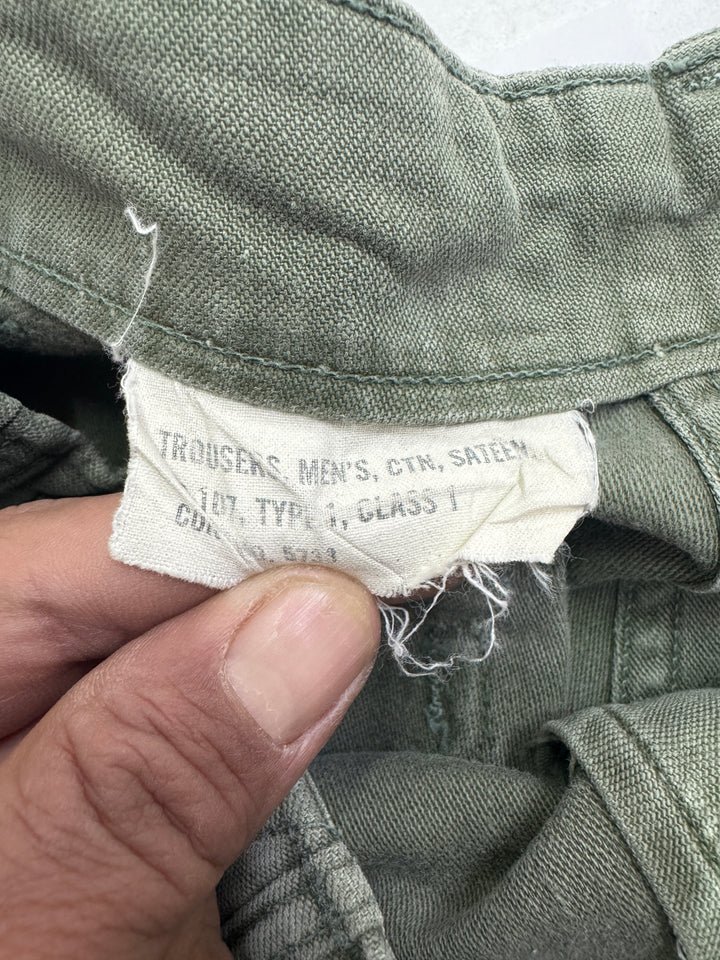 TROUSERS, MEN'S, CTN, SATEEN,
107, TYPE 1, CLASS 1